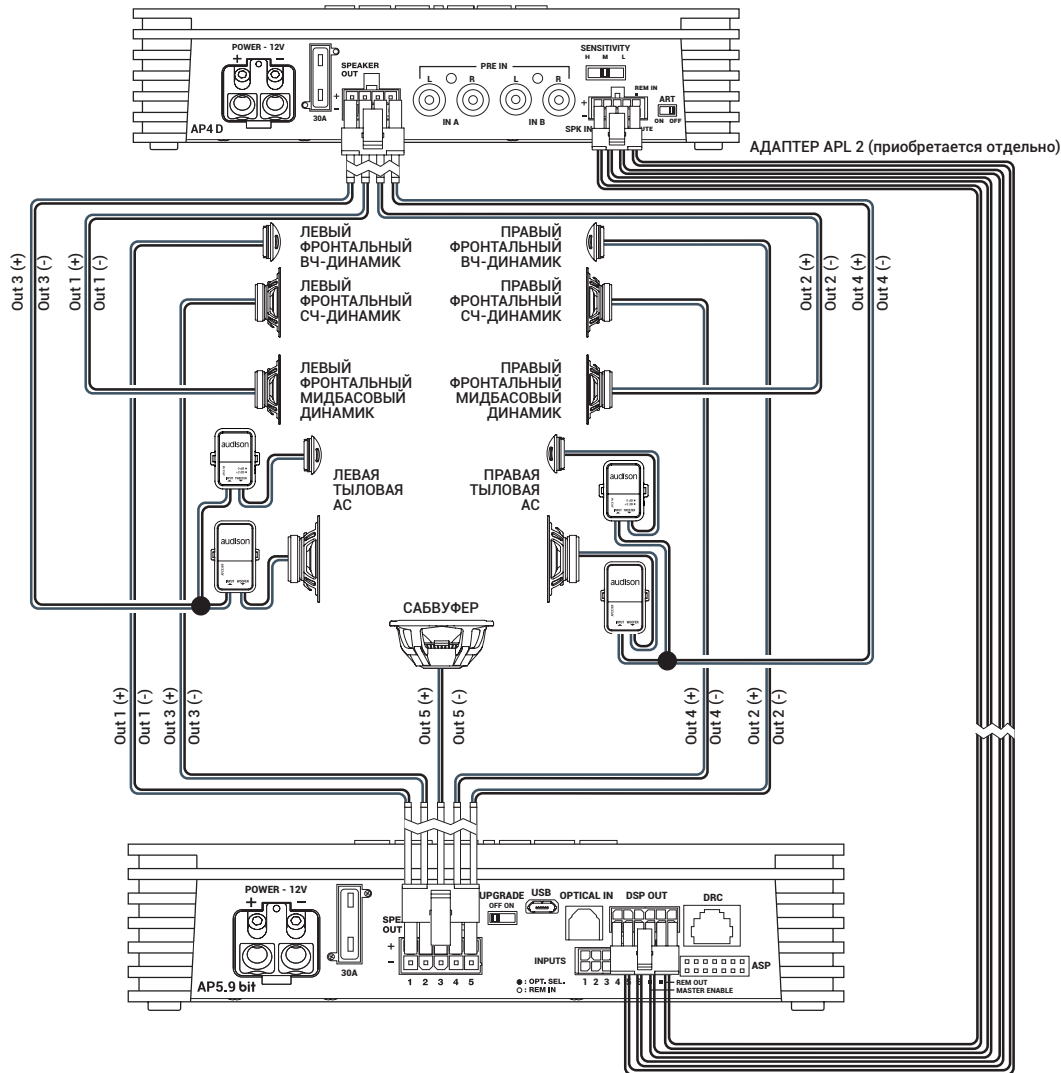 POWER - 12V
+ -
30A
AP4 D
SPEAKER
OUT
+
-
PRE IN
L R L R
IN A IN B
SENSITIVITY
H M L
REM IN
ART
ON OFF
+
-
SPK IN
UTE
АДАПТЕР APL 2 (приобретается отдельно)
Out 3 (+)
Out 3 (-)
Out 1 (+)
Out 1 (-)
ЛЕВЫЙ
ФРОНТАЛЬНЫЙ
ВЧ-ДИНАМИК
ПРАВЫЙ
ФРОНТАЛЬНЫЙ
ВЧ-ДИНАМИК
Out 2 (+)
Out 2 (-)
Out 4 (+)
Out 4 (-)
ЛЕВЫЙ
ФРОНТАЛЬНЫЙ
СЧ-ДИНАМИК
ПРАВЫЙ
ФРОНТАЛЬНЫЙ
СЧ-ДИНАМИК
ЛЕВЫЙ
ФРОНТАЛЬНЫЙ
МИДБАСОВЫЙ
ДИНАМИК
ПРАВЫЙ
ФРОНТАЛЬНЫЙ
МИДБАСОВЫЙ
ДИНАМИК
audison
audison
ЛЕВАЯ
ТЫЛОВАЯ
АС
ПРАВАЯ
ТЫЛОВАЯ
АС
audison
audison
САБВУФЕР
Out 1 (+)
Out 1 (-)
Out 3 (+)
Out 3 (-)
Out 5 (+)
Out 5 (-)
Out 4 (+)
Out 4 (-)
Out 2 (+)
Out 2 (-)
POWER - 12V
+ -
30A
AP5.9 bit
SPE
OUT
+
-
1 2 3 4 5
UPGRADE
OFF ON
USB
OPTICAL IN
DSP OUT
DRC
INPUTS
ASP
1 2 3 4 5 6
● : OPT. SEL.
○ : REM IN
REM OUT
MASTER ENABLE